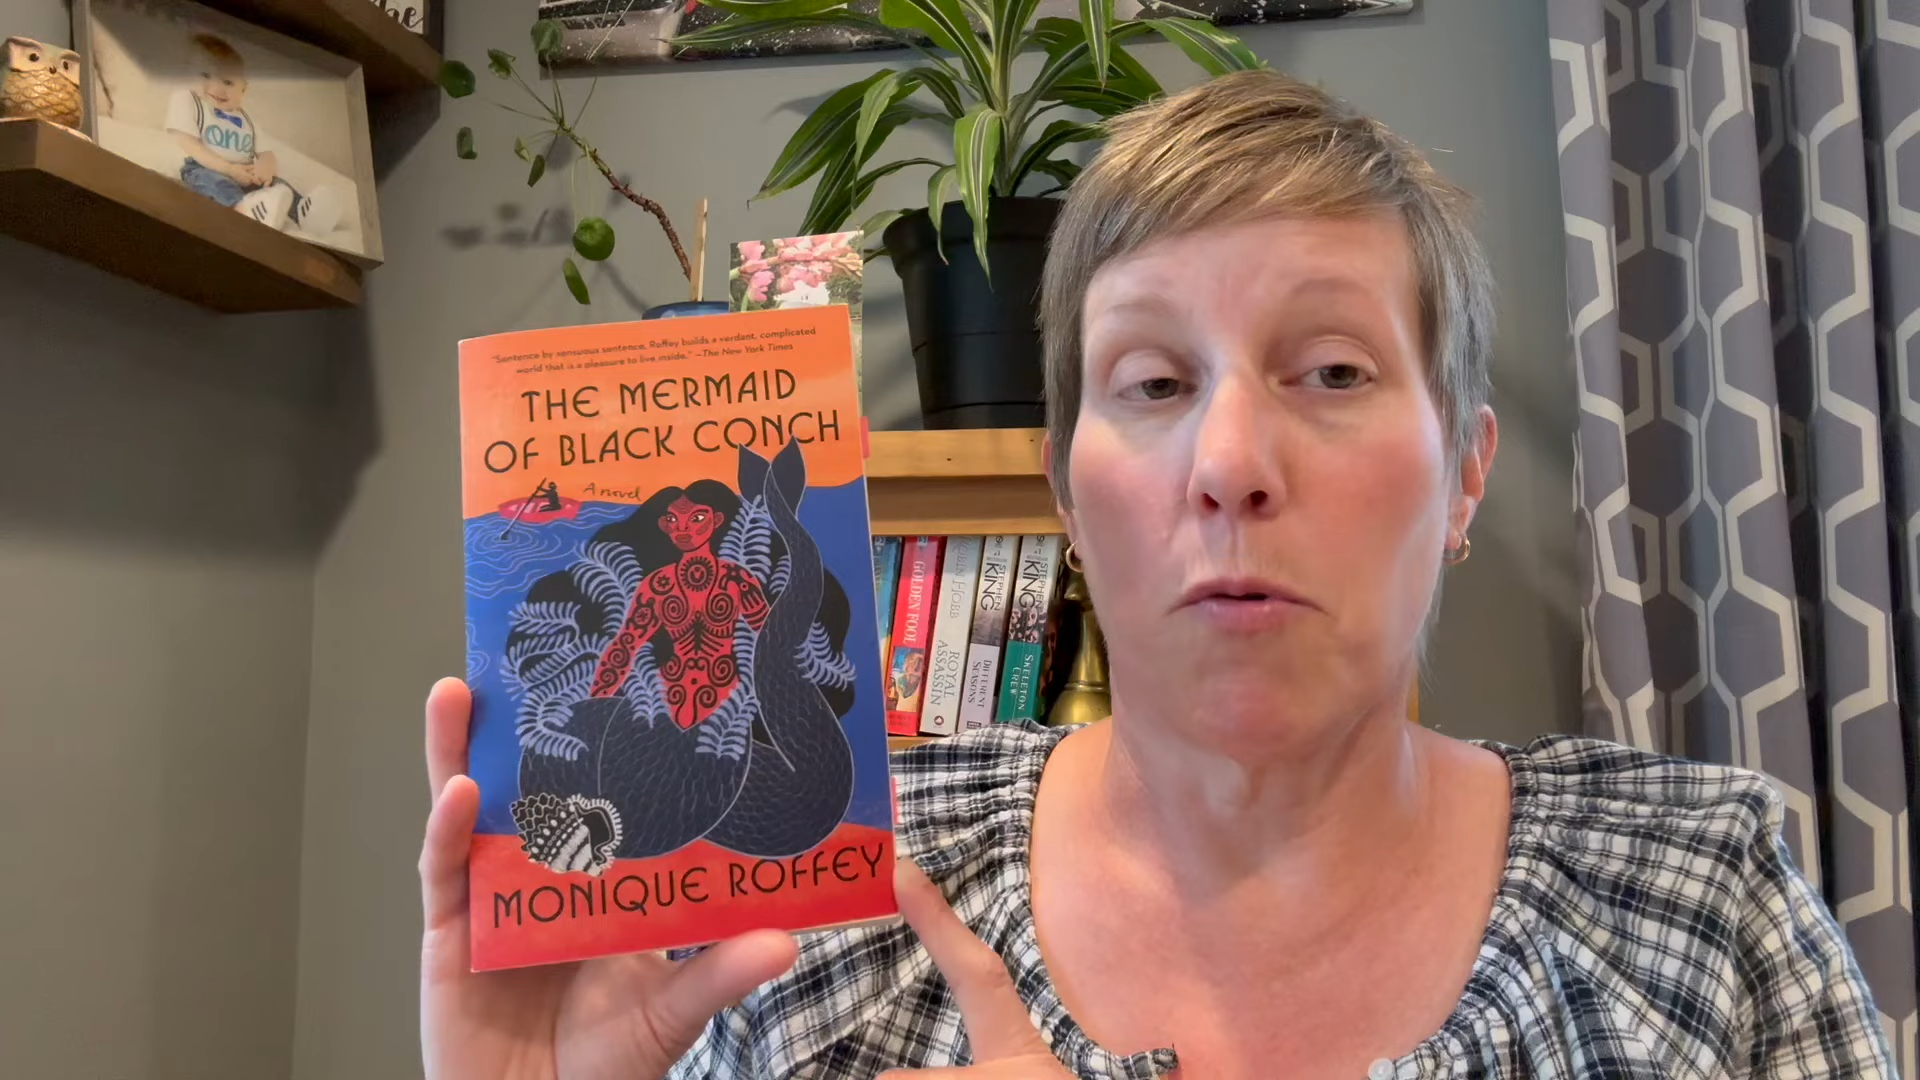 one
"Sentence by sensuous sentence, Roffey builds a verdant, complicated
world that is a pleasure to live inside." —The New York Times
THE MERMAID
OF BLACK CONCH
A novel
MONIQUE ROFFEY
GOLDEN FOOL
ROBIN HOBB
ROYAL ASSASSIN
STEPHEN KING
DIFFERENT SEASONS
STEPHEN KING
SKELETON CREW